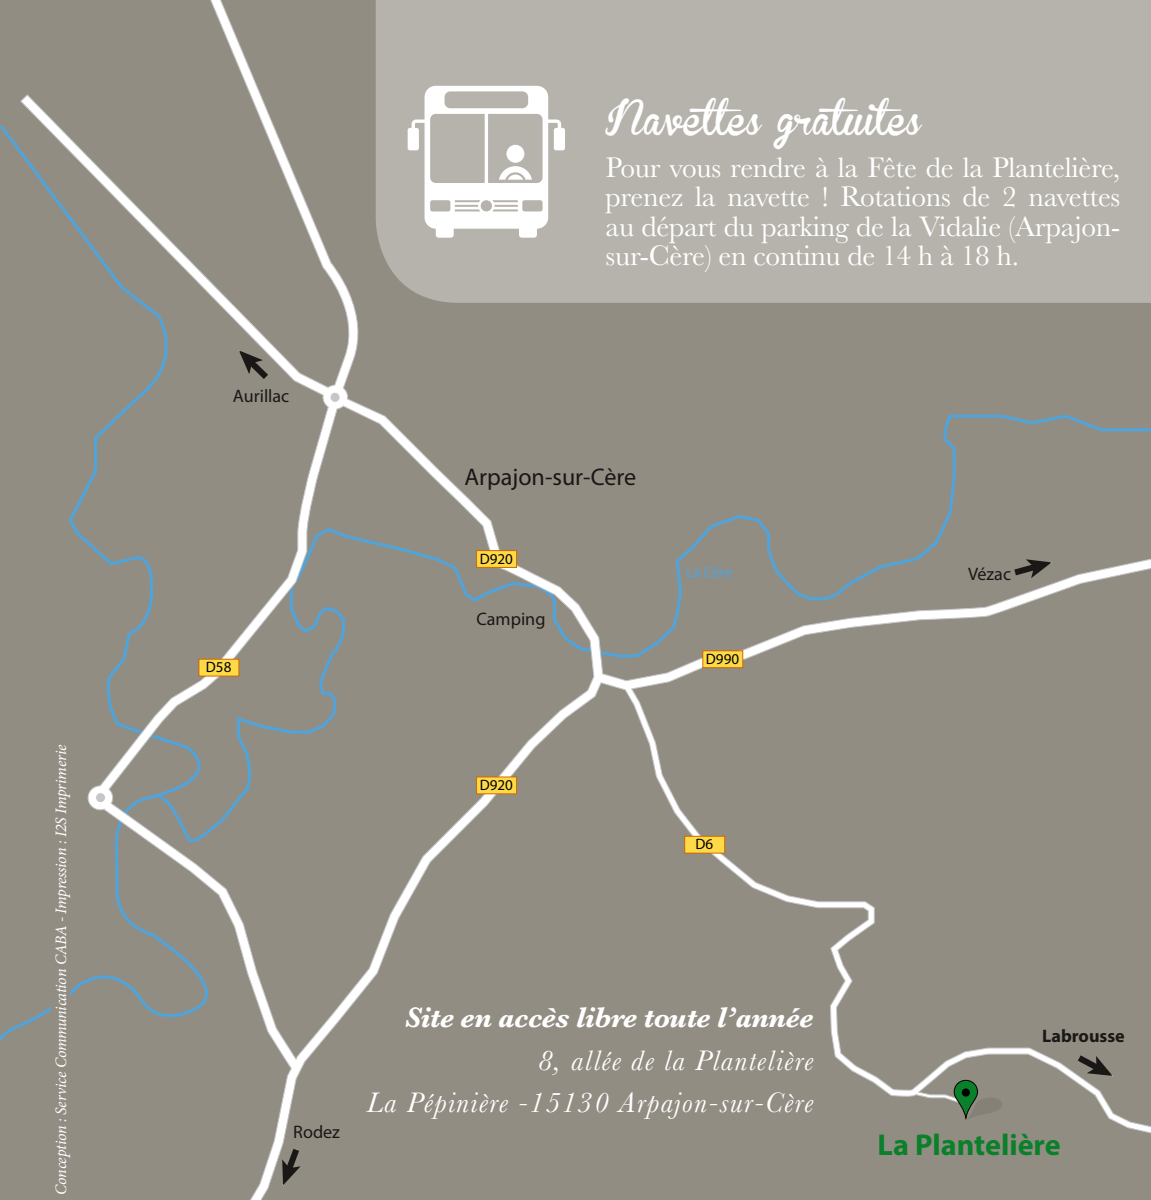 Navettes gratuites
Pour vous rendre à la Fête de la Plantelière,
prenez la navette ! Rotations de 2 navettes
au départ du parking de la Vidalie (Arpajon-
sur-Cère) en continu de 14 h à 18 h.
Aurillac
Arpajon-sur-Cère
D920
La Cère
Vézac
Camping
D990
D58
D920
D6
Site en accès libre toute l’année
8, allée de la Plantelière
La Pépinière -15130 Arpajon-sur-Cère
Labrousse
La Plantelière
Rodez
Conception : Service Communication CABA - Impression : I2S Imprimerie